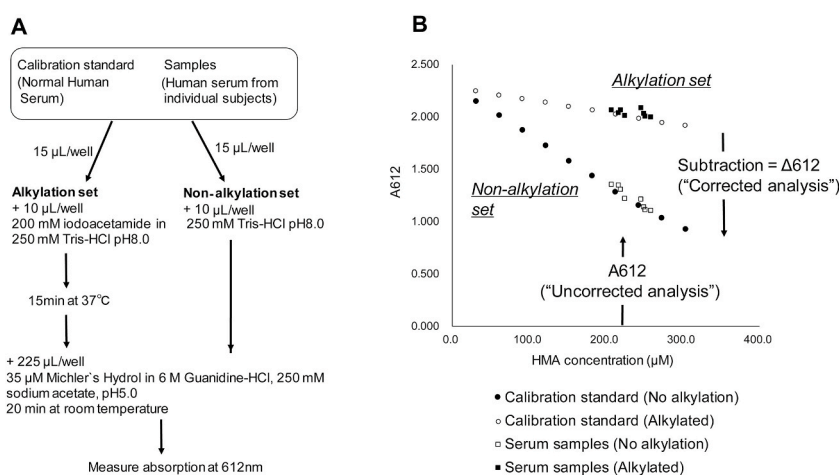 A
Calibration standard
(Normal Human
Serum)
Samples
(Human serum from
individual subjects)
15 µL/well
15 µL/well
Alkylation set
+ 10 µL/well
200 mM iodoacetamide in
250 mM Tris-HCl pH8.0
Non-alkylation set
+ 10 µL/well
250 mM Tris-HCl pH8.0
15min at 37°C
+ 225 µL/well
35 µM Michler`s Hydrol in 6 M Guanidine-HCl, 250 mM
sodium acetate, pH5.0
20 min at room temperature
Measure absorption at 612nm
B
2.500
2.000
1.500
1.000
0.500
0.000
A612
0.0
100.0
200.0
300.0
400.0
HMA concentration (µM)
Alkylation set
Non-alkylation
set
Subtraction = Δ612
(“Corrected analysis”)
A612
(“Uncorrected analysis”)
Calibration standard (No alkylation)
Calibration standard (Alkylated)
Serum samples (No alkylation)
Serum samples (Alkylated)